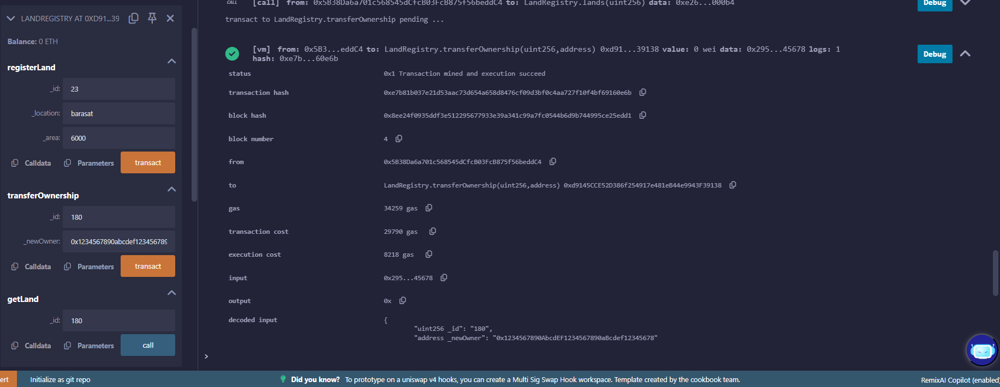 LANDREGISTRY AT 0XD91...39
Balance: 0 ETH
registerLand
_id: 23
_location: barasat
_area: 6000
Calldata Parameters transact
transferOwnership
_id: 180
_newOwner: 0x1234567890abcdef123456789
Calldata Parameters transact
getLand
_id: 180
Calldata Parameters call
CALL [call] from: 0x5B38Da6a701c568545dCfcB03FcB875f56beddC4 to: LandRegistry.lands(uint256) data: 0xe26...000b4 Debug
transact to LandRegistry.transferOwnership pending ...
[vm] from: 0x5B3...eddC4 to: LandRegistry.transferOwnership(uint256,address) 0xd91...39138 value: 0 wei data: 0x295...45678 logs: 1
hash: 0xe7b...60e6b
Debug
status 0x1 Transaction mined and execution succeed
transaction hash 0xe7b81b037e21d53aac73d654a658d8476cf09d3bf0c4aa727f10f4bf69160e6b
block hash 0x8ee24f0935ddf3e512295677933e39a341c99a7fc0544b6d9b744995ce25edd1
block number 4
from 0x5B38Da6a701c568545dCfcB03FcB875f56beddC4
to LandRegistry.transferOwnership(uint256,address) 0xd9145CCE52D386f254917e481eB44e9943F39138
gas 34259 gas
transaction cost 29790 gas
execution cost 8218 gas
input 0x295...45678
output 0x
decoded input {
"uint256 _id": "180",
"address _newOwner": "0x1234567890AbcdEF1234567890aBcdef12345678"
>
ert Initialize as git repo Did you know? To prototype on a uniswap v4 hooks, you can create a Multi Sig Swap Hook workspace. Template created by the cookbook team. RemixAI Copilot (enabled)